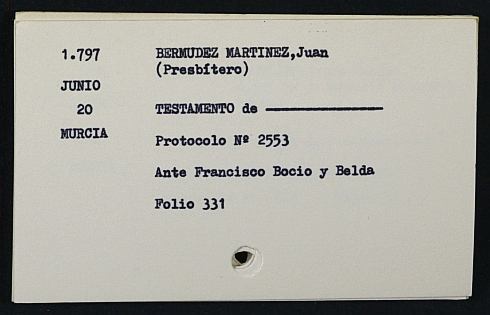 1.797 BERMUDEZ MARTINEZ,Juan
(Presbítero)
JUNIO
20 TESTAMENTO de ————————
MURCIA
Protocolo Nº 2553
Ante Francisco Bocio y Belda
Folio 331